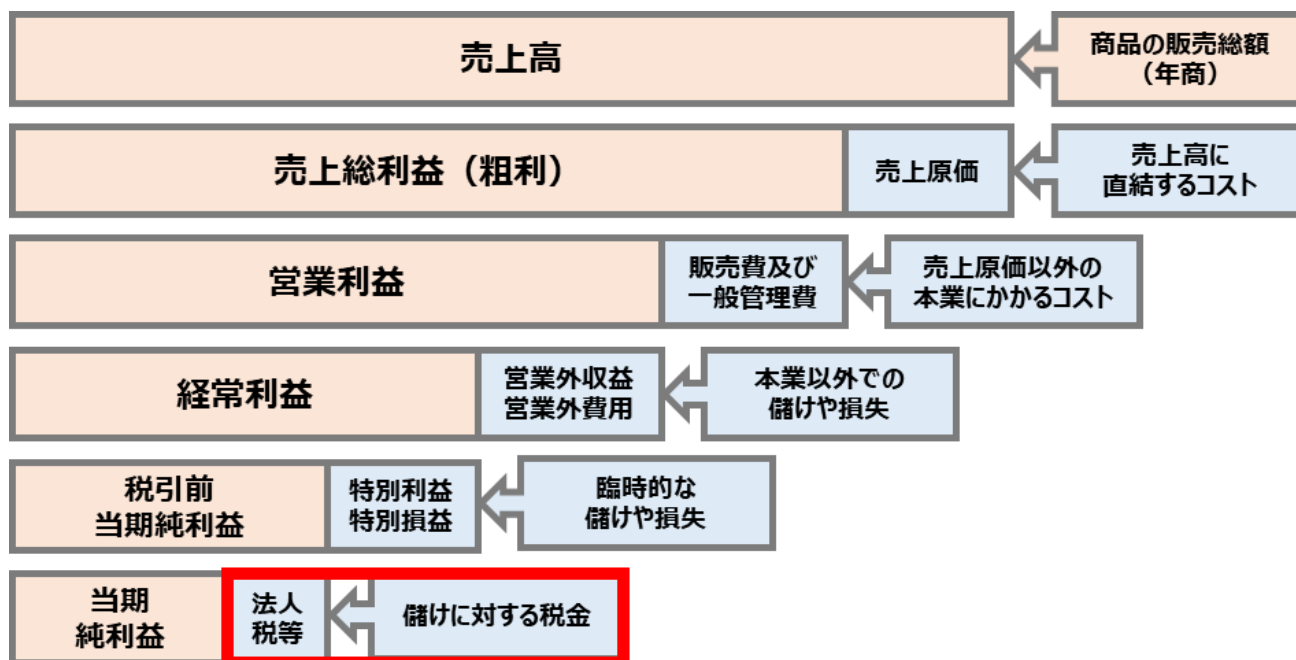 売上高
商品の販売総額
（年商）
売上総利益（粗利）
売上原価
売上高に
直結するコスト
営業利益
販売費及び
一般管理費
売上原価以外の
本業にかかるコスト
経常利益
営業外収益
営業外費用
本業以外での
儲けや損失
税引前
当期純利益
特別利益
特別損益
臨時的な
儲けや損失
当期
純利益
法人
税等
儲けに対する税金